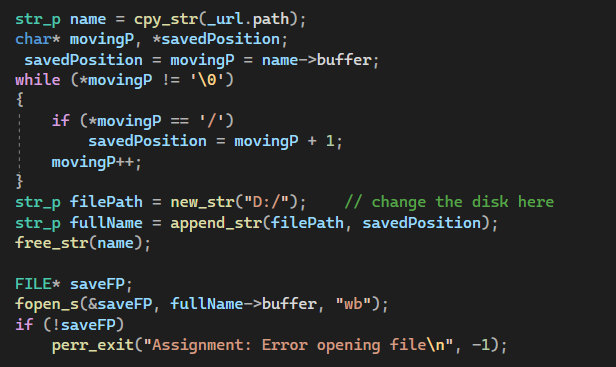 str_p name = cpy_str(_url.path);
char* movingP, *savedPosition;
 savedPosition = movingP = name->buffer;
while (*movingP != '\0')
{
    if (*movingP == '/')
        savedPosition = movingP + 1;
    movingP++;
}
str_p filePath = new_str("D:/");    // change the disk here
str_p fullName = append_str(filePath, savedPosition);
free_str(name);

FILE* saveFP;
fopen_s(&saveFP, fullName->buffer, "wb");
if (!saveFP)
    perr_exit("Assignment: Error opening file\n", -1);